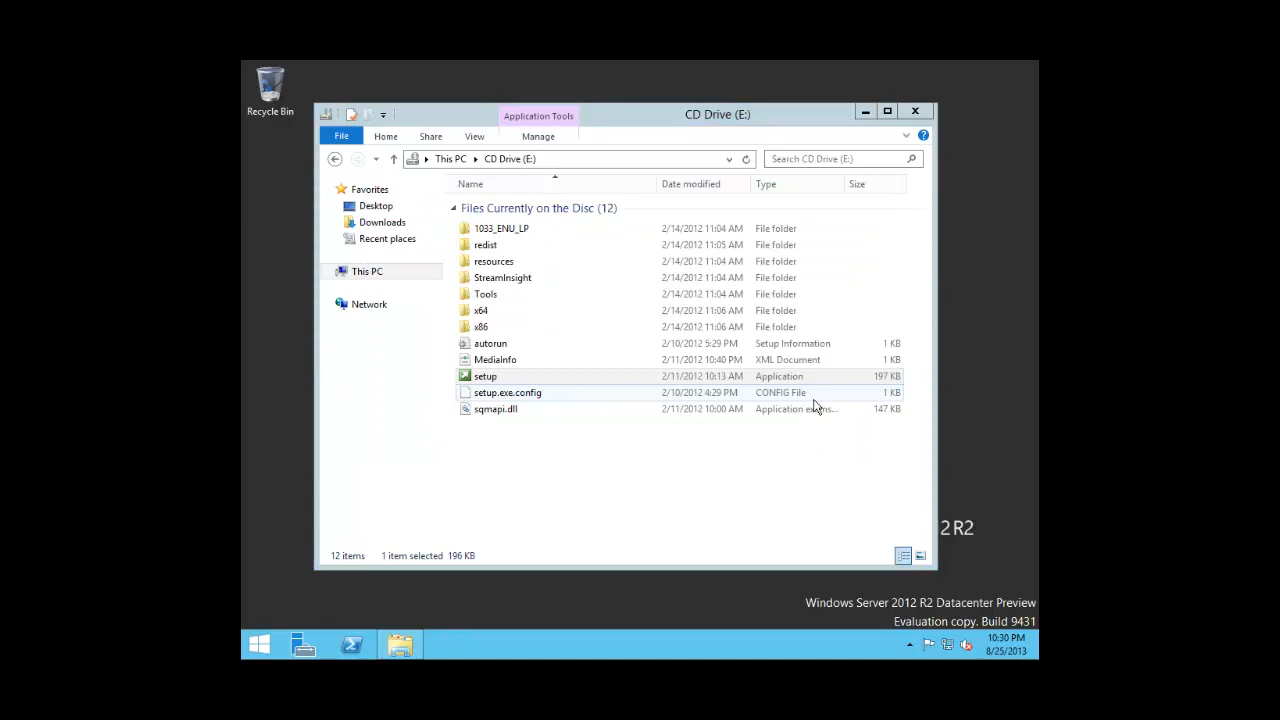 Recycle Bin
Application Tools
CD Drive (E:)
File Home Share View Manage
This PC CD Drive (E:) Search CD Drive (E:)
Name Date modified Type Size
Favorites
Desktop
Downloads
Recent places
This PC
Network
Files Currently on the Disc (12)
1033_ENU_LP 2/14/2012 11:04 AM File folder
redist 2/14/2012 11:05 AM File folder
resources 2/14/2012 11:04 AM File folder
StreamInsight 2/14/2012 11:04 AM File folder
Tools 2/14/2012 11:04 AM File folder
x64 2/14/2012 11:06 AM File folder
x86 2/14/2012 11:06 AM File folder
autorun 2/10/2012 5:29 PM Setup Information 1 KB
MediaInfo 2/11/2012 10:40 PM XML Document 1 KB
setup 2/11/2012 10:13 AM Application 197 KB
setup.exe.config 2/10/2012 4:29 PM CONFIG File 1 KB
sqmapi.dll 2/11/2012 10:00 AM Application 147 KB
12 items 1 item selected 196 KB
2 R2
Windows Server 2012 R2 Datacenter Preview
Evaluation copy. Build 9431
10:30 PM
8/25/2013